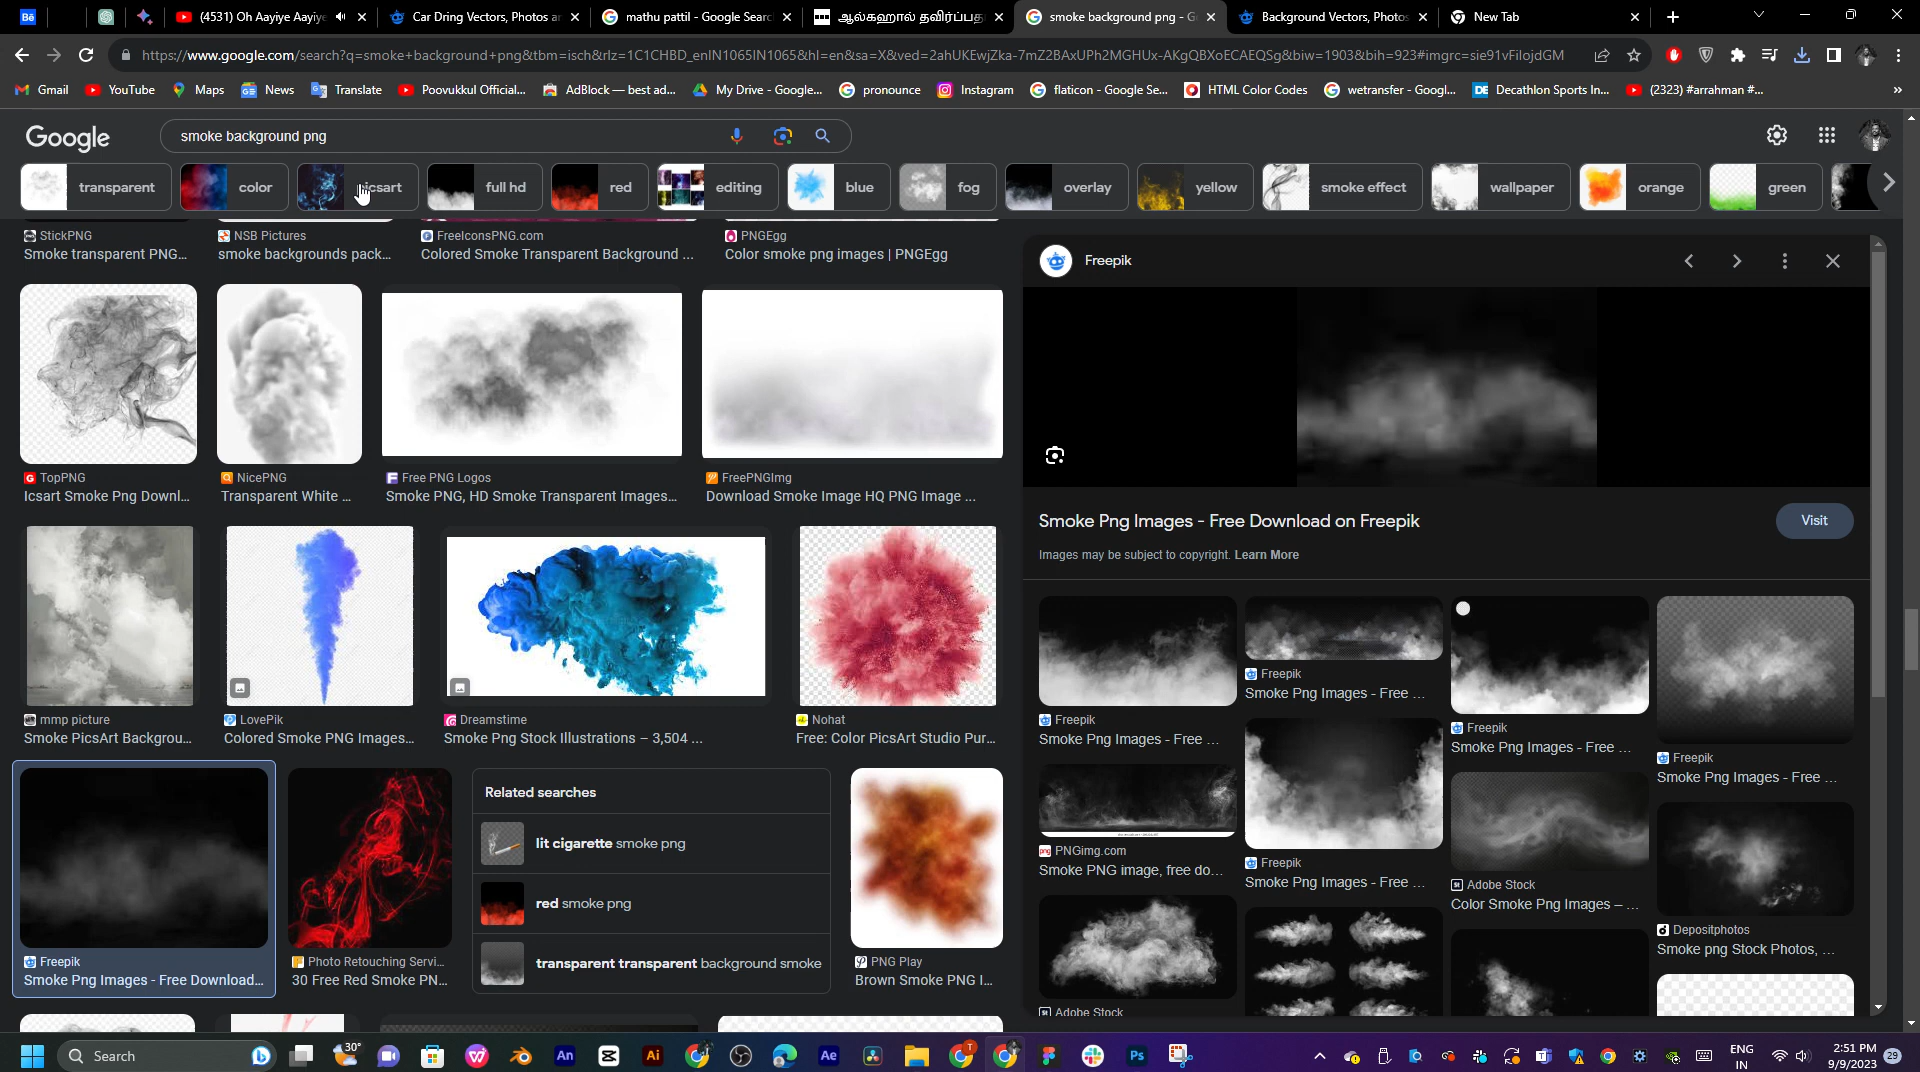 (4531) Oh Aayiye Aayiye
Car Dring Vectors, Photos an
mathu pattil - Google Search
ஆல்கஹால் தவிர்ப்பத
smoke background png - G
Background Vectors, Photos
New Tab
https://www.google.com/search?q=smoke+background+png&tbm=isch&rlz=1C1CHBD_enIN1065IN1065&hl=en&sa=X&ved=2ahUKEwjZka-7mZ2BAxUPh2MGHUx-AKgQBXoECAEQSg&biw=1903&bih=923#imgrc=sie91vFilojdGM
Gmail
YouTube
Maps
News
Translate
Poovukkul Official...
AdBlock — best ad...
My Drive - Google...
pronounce
Instagram
flaticon - Google Se...
HTML Color Codes
wetransfer - Googl...
Decathlon Sports In...
(2323) #arrahman #...
Google
smoke background png
transparent
color
full hd
red
editing
blue
fog
overlay
yellow
smoke effect
wallpaper
orange
green
StickPNG
Smoke transparent PNG...
NSB Pictures
smoke backgrounds pack...
FreeIconsPNG.com
Colored Smoke Transparent Background ...
PNGEgg
Color smoke png images | PNGEgg
TopPNG
Icsart Smoke Png Downl...
NicePNG
Transparent White ...
Free PNG Logos
Smoke PNG, HD Smoke Transparent Images...
FreePNGImg
Download Smoke Image HQ PNG Image ...
mmp picture
Smoke PicsArt Backgrou...
LovePik
Colored Smoke PNG Images...
Dreamstime
Smoke Png Stock Illustrations – 3,504 ...
Nohat
Free: Color PicsArt Studio Pur...
Freepik
Smoke Png Images - Free Download...
Photo Retouching Servi...
30 Free Red Smoke PN...
Related searches
lit cigarette smoke png
red smoke png
transparent transparent background smoke
PNG Play
Brown Smoke PNG I...
Freepik
Smoke Png Images - Free Download on Freepik
Visit
Images may be subject to copyright. Learn More
Freepik
Smoke Png Images - Free ...
Freepik
Smoke Png Images - Free ...
Freepik
Smoke Png Images - Free ...
Freepik
Smoke Png Images - Free ...
PNGimg.com
Smoke PNG image, free do...
Freepik
Smoke Png Images - Free ...
Adobe Stock
Color Smoke Png Images – ...
Depositphotos
Smoke png Stock Photos, ...
Adobe Stock
Search
30°
ENG
IN
2:51 PM
9/9/2023
29